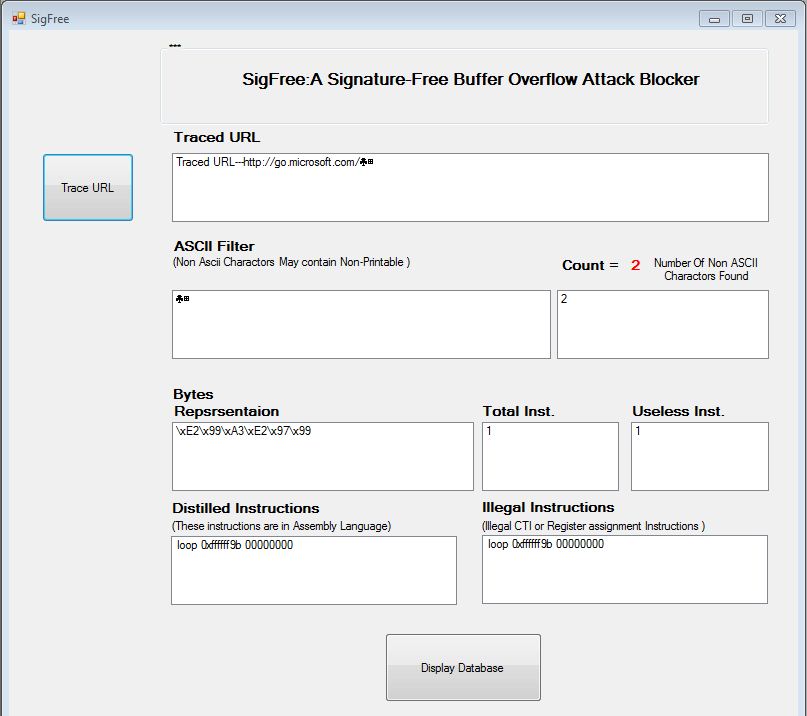 SigFree
***
SigFree:A Signature-Free Buffer Overflow Attack Blocker
Traced URL
Trace URL
Traced URL---http://go.microsoft.com/♣◙
ASCII Filter
(Non Ascii Charactors May contain Non-Printable )
Count = 2
Number Of Non ASCII
Charactors Found
♣◙
2
Bytes
Repsrsentaion
Total Inst.
Useless Inst.
\xE2\x99\xA3\xE2\x97\x99
1
1
Distilled Instructions
(These instructions are in Assembly Language)
Illegal Instructions
(Illegal CTI or Register assignment Instructions )
loop 0xffffff9b 00000000
loop 0xffffff9b 00000000
Display Database